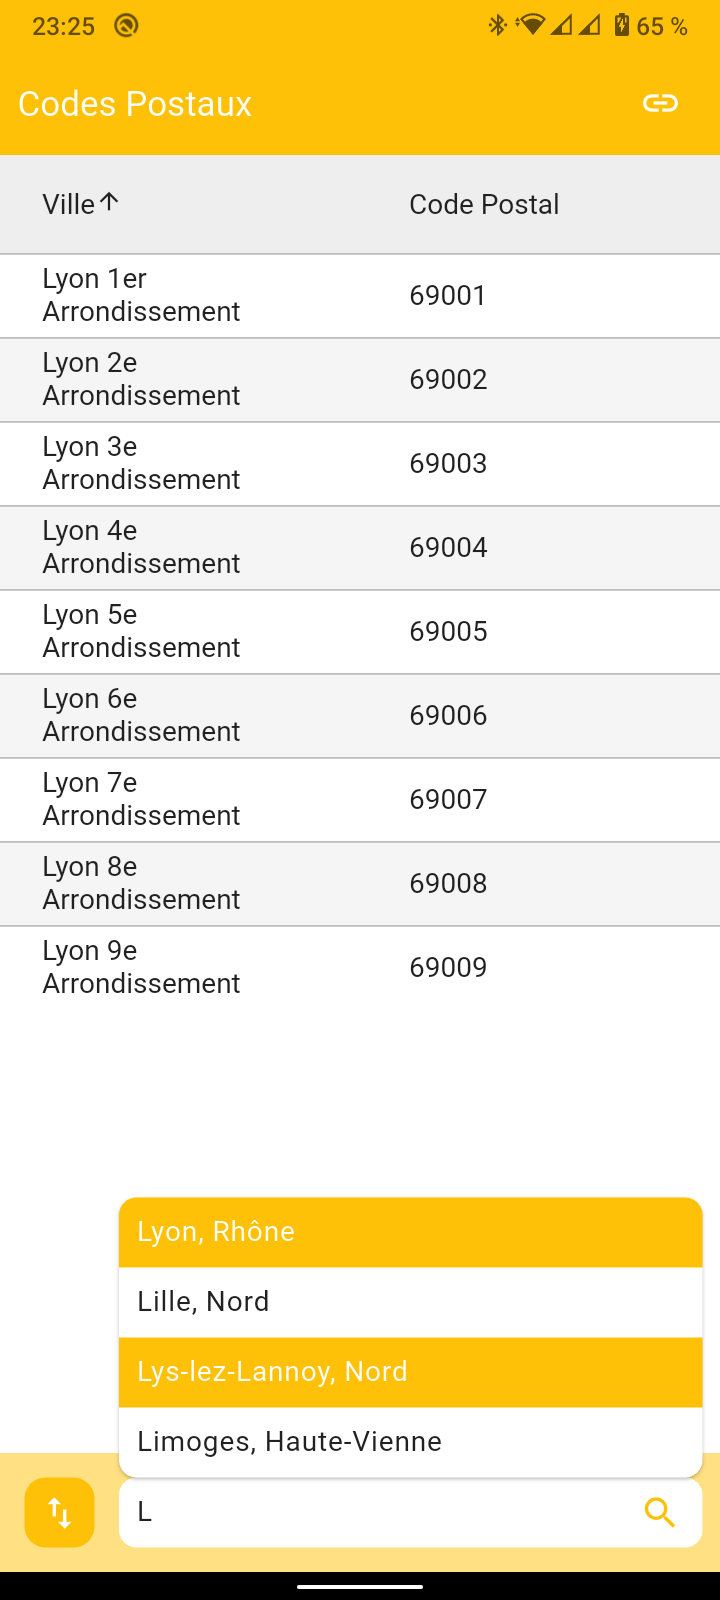 23:25
65 %
Codes Postaux
Ville Code Postal
Lyon 1er
Arrondissement
69001
Lyon 2e
Arrondissement
69002
Lyon 3e
Arrondissement
69003
Lyon 4e
Arrondissement
69004
Lyon 5e
Arrondissement
69005
Lyon 6e
Arrondissement
69006
Lyon 7e
Arrondissement
69007
Lyon 8e
Arrondissement
69008
Lyon 9e
Arrondissement
69009
Lyon, Rhône
Lille, Nord
Lys-lez-Lannoy, Nord
Limoges, Haute-Vienne
L